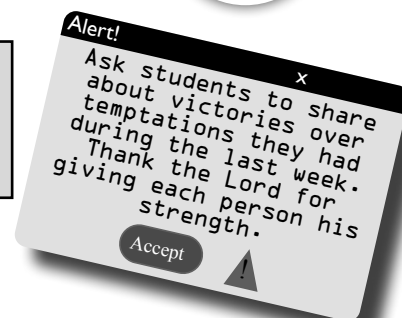 Alert!
x
Ask students to share
about victories over
temptations they had
during the last week.
Thank the Lord for
giving each person his
strength.
Accept
!